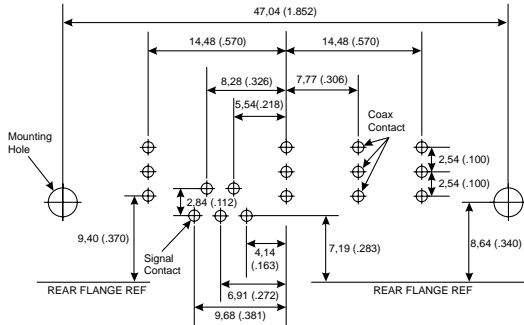 47,04 (1.852)
14,48 (.570)
14,48 (.570)
8,28 (.326)
7,77 (.306)
5,54(.218)
Coax
Contact
Mounting
Hole
2,54 (.100)
2,54 (.100)
2.84 (.112)
9,40 (.370)
Signal
Contact
4,14
(.163)
7,19 (.283)
8,64 (.340)
6,91 (.272)
REAR FLANGE REF
REAR FLANGE REF
9,68 (.381)